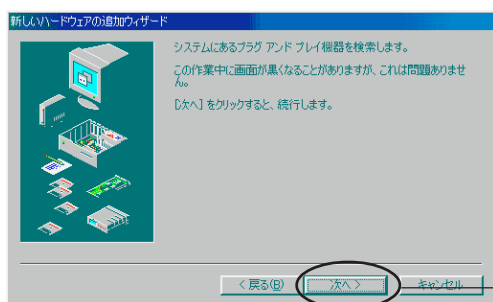 新しいハードウェアの追加ウィザード
システムにあるプラグ アンド プレイ機器を検索します。
この作業中に画面が黒くなることがありますが、これは問題ありませ
ん。
[次へ] をクリックすると、続行します。
< 戻る(B)
次へ >
キャンセル